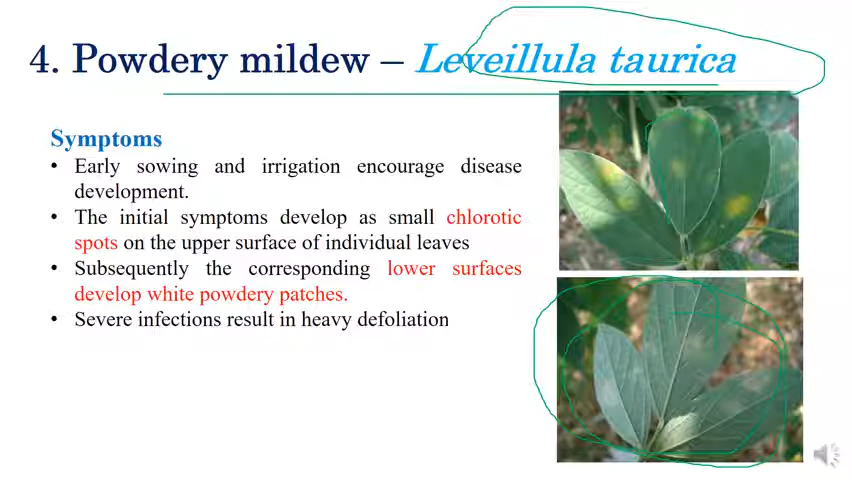 4. Powdery mildew – Leveillula taurica
Symptoms
• Early sowing and irrigation encourage disease
development.
• The initial symptoms develop as small chlorotic
spots on the upper surface of individual leaves
• Subsequently the corresponding lower surfaces
develop white powdery patches.
• Severe infections result in heavy defoliation